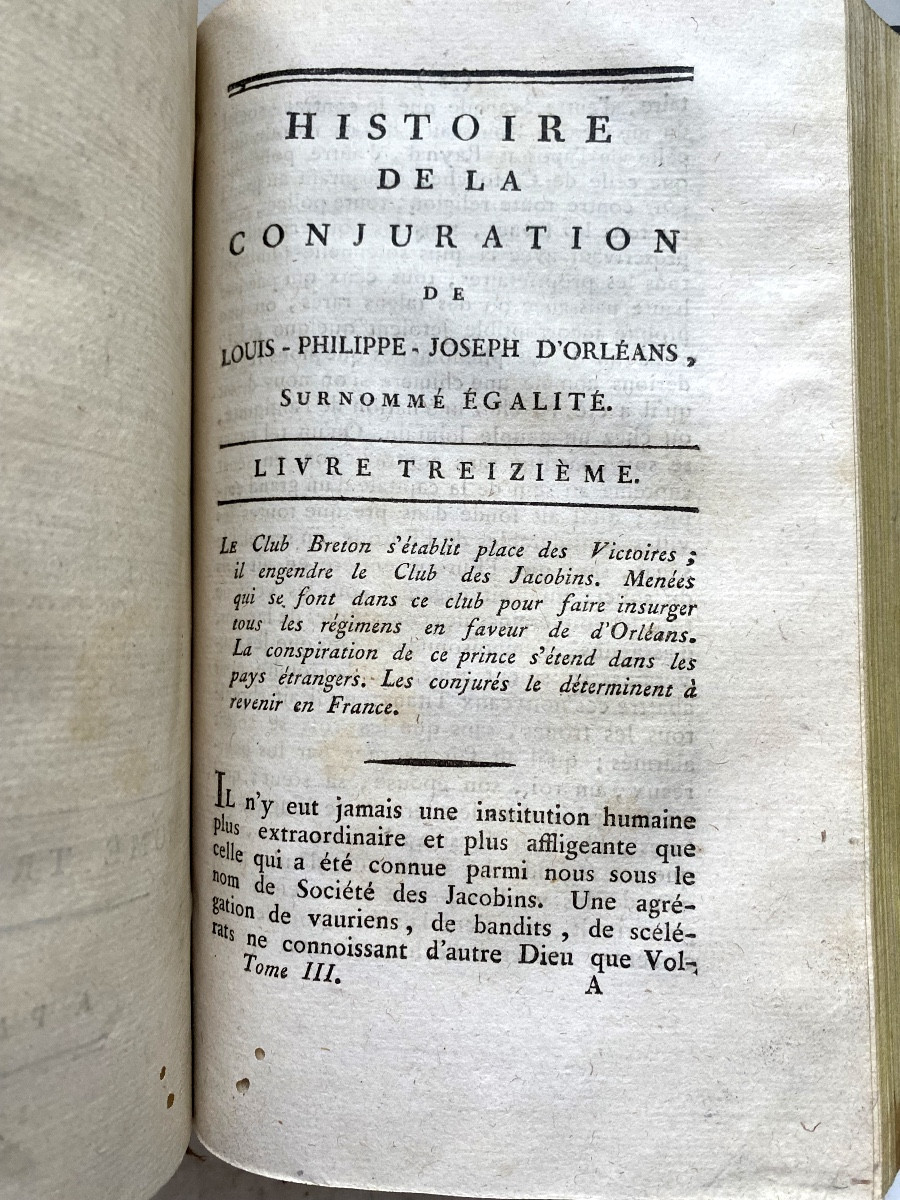 HISTOIRE
DE LA
CONJURATION
DE
LOUIS-PHILIPPE-JOSEPH D'ORLÉANS,
SURNOMMÉ ÉGALITÉ.
LIVRE TREIZIÈME.
LE Club Breton s'établit place des Victoires ;
il engendre le Club des Jacobins. Menées
qui se font dans ce club pour faire insurger
tous les régimens en faveur de d'Orléans.
La conspiration de ce prince s'étend dans les
pays étrangers. Les conjurés le déterminent à
revenir en France.
IL n'y eut jamais une institution humaine
plus extraordinaire et plus affligeante que
celle qui a été connue parmi nous sous le
nom de Société des Jacobins. Une agré-
gation de vauriens, de bandits, de scélé-
rats ne connoissant d'autre Dieu que Vol-
Tome III. A